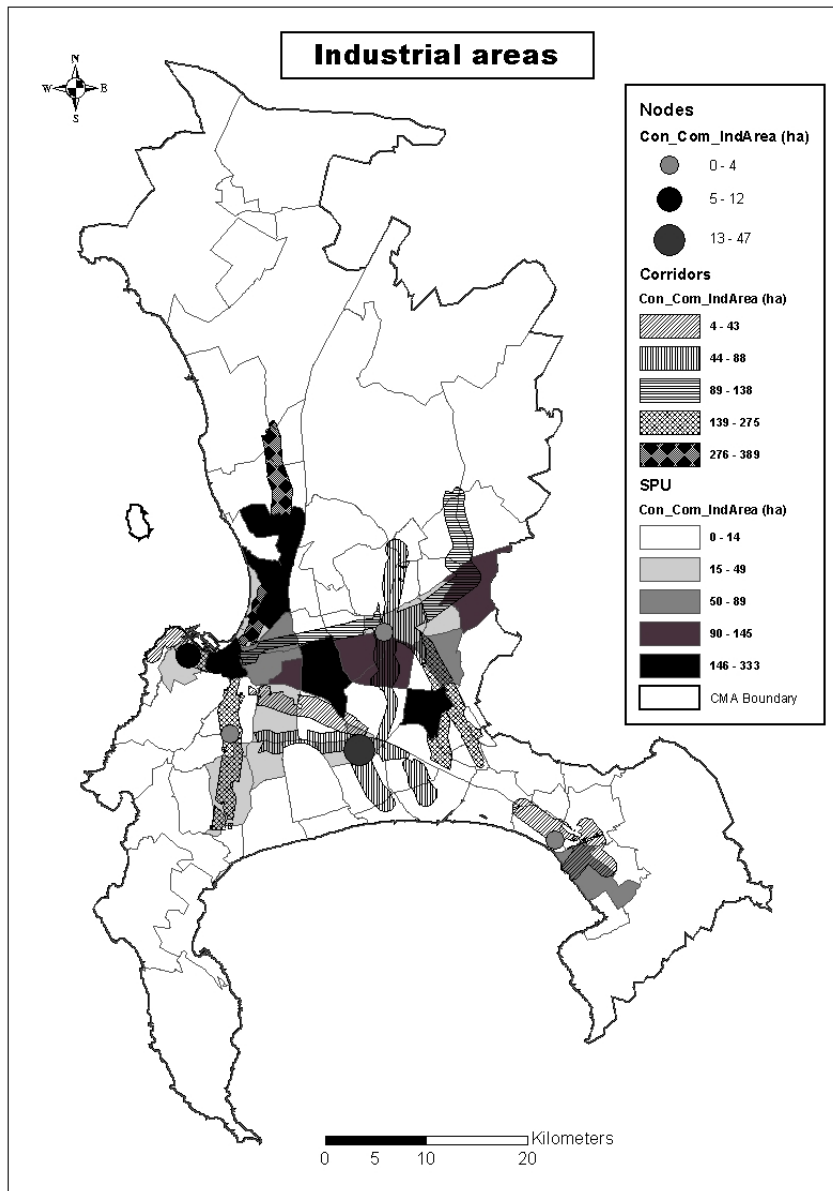 Industrial areas
N
W E
S
Nodes
Con_Com_IndArea (ha)
0 - 4
5 - 12
13 - 47
Corridors
Con_Com_IndArea (ha)
4 - 43
44 - 88
89 - 138
139 - 275
276 - 389
SPU
Con_Com_IndArea (ha)
0 - 14
15 - 49
50 - 89
90 - 145
146 - 333
CMA Boundary
Kilometers
0 5 10 20